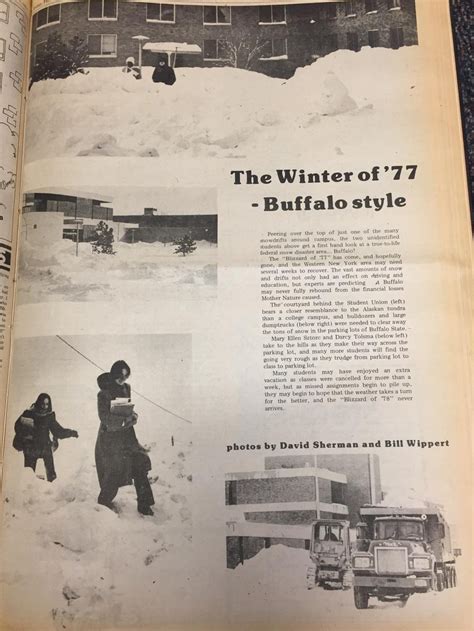 The Winter of '77
- Buffalo style
Peering over the top of just one of the many
snowdrifts around campus, the two unidentified
students above get a first hand look at a true-to-life
federal snow disaster area... Buffalo!
The "Blizzard of '77" has come, and hopefully
gone, and the Western New York area may need
several weeks to recover. The vast amounts of snow
and drifts not only had an effect on driving and
education, but experts are predicting A Buffalo
may never fully rebound from the financial losses
Mother Nature caused.
The courtyard behind the Student Union (left)
bears a closer resemblance to the Alaskan tundra
than a college campus, and bulldozers and large
dumptrucks (below right) were needed to clear away
the tons of snow in the parking lots of Buffalo State.
Mary Ellen and Darcy (below left)
take to the hills as they make their way across the
parking lot, and many more students will find the
going very rough as they trudge from parking lot to
class to parking lot.
Many students may have enjoyed an extra
vacation as classes were cancelled for more than a
week, but as missed assignments begin to pile up,
they may begin to hope that the weather takes a turn
for the better, and the "Blizzard of '78" never
arrives.
photos by David Sherman and Bill Wippert